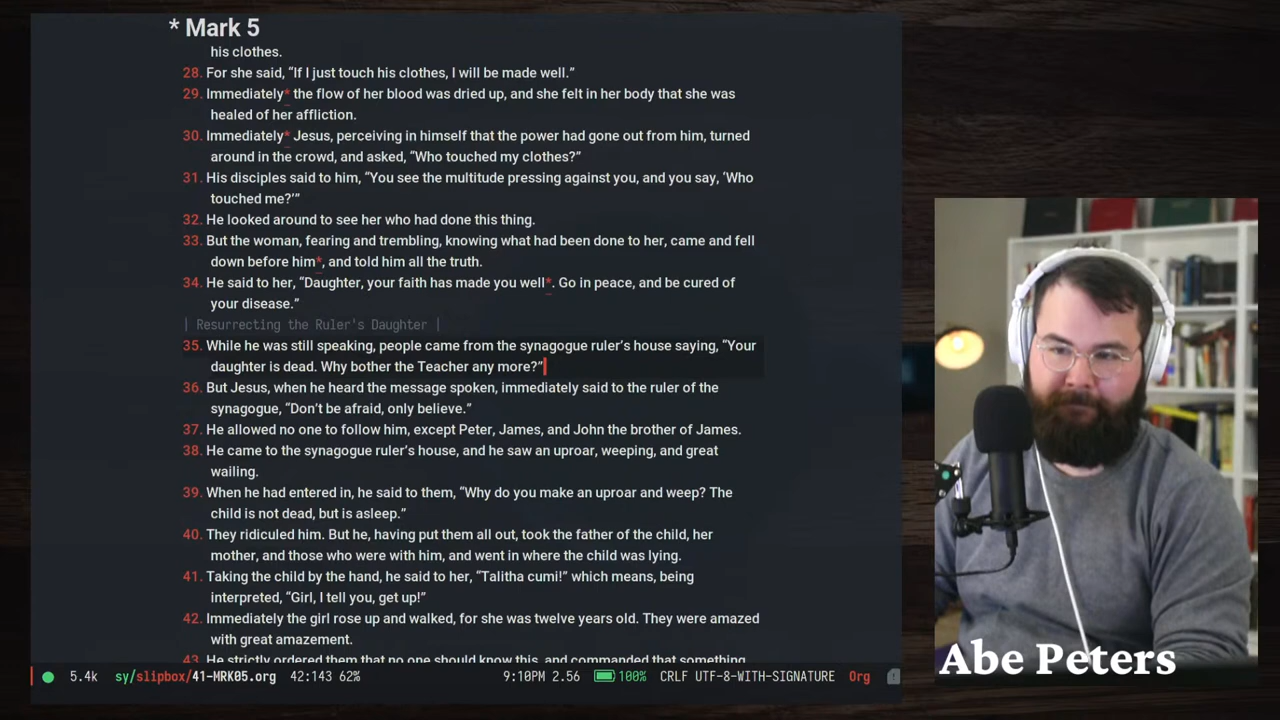 * Mark 5
his clothes.
28. For she said, “If I just touch his clothes, I will be made well.”
29. Immediately* the flow of her blood was dried up, and she felt in her body that she was
healed of her affliction.
30. Immediately* Jesus, perceiving in himself that the power had gone out from him, turned
around in the crowd, and asked, “Who touched my clothes?”
31. His disciples said to him, “You see the multitude pressing against you, and you say, ‘Who
touched me?’”
32. He looked around to see her who had done this thing.
33. But the woman, fearing and trembling, knowing what had been done to her, came and fell
down before him*, and told him all the truth.
34. He said to her, “Daughter, your faith has made you well*. Go in peace, and be cured of
your disease.”
| Resurrecting the Ruler's Daughter |
35. While he was still speaking, people came from the synagogue ruler’s house saying, “Your
daughter is dead. Why bother the Teacher any more?”
36. But Jesus, when he heard the message spoken, immediately said to the ruler of the
synagogue, “Don’t be afraid, only believe.”
37. He allowed no one to follow him, except Peter, James, and John the brother of James.
38. He came to the synagogue ruler’s house, and he saw an uproar, weeping, and great
wailing.
39. When he had entered in, he said to them, “Why do you make an uproar and weep? The
child is not dead, but is asleep.”
40. They ridiculed him. But he, having put them all out, took the father of the child, her
mother, and those who were with him, and went in where the child was lying.
41. Taking the child by the hand, he said to her, “Talitha cumi!” which means, being
interpreted, “Girl, I tell you, get up!”
42. Immediately the girl rose up and walked, for she was twelve years old. They were amazed
with great amazement.
43. He strictly ordered them that no one should know this, and commanded that something
5.4k sy/slipbox/41-MRK05.org 42:143 62% 9:10PM 2.56 100% CRLF UTF-8-WITH-SIGNATURE Org
Abe Peters